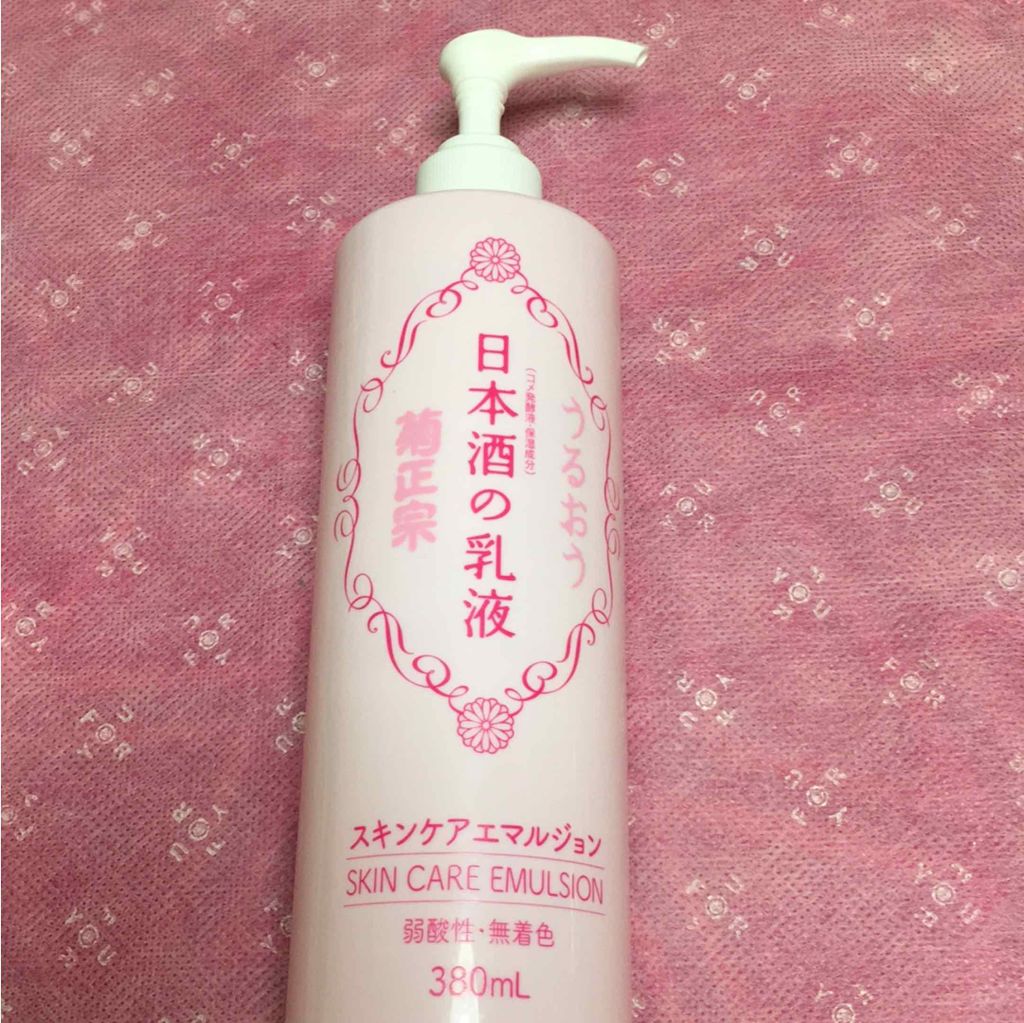 うるおう
日本酒の乳液
(コメ発酵液・保湿成分)
菊正宗
スキンケアエマルジョン
SKIN CARE EMULSION
弱酸性・無着色
380mL
FOR YOU